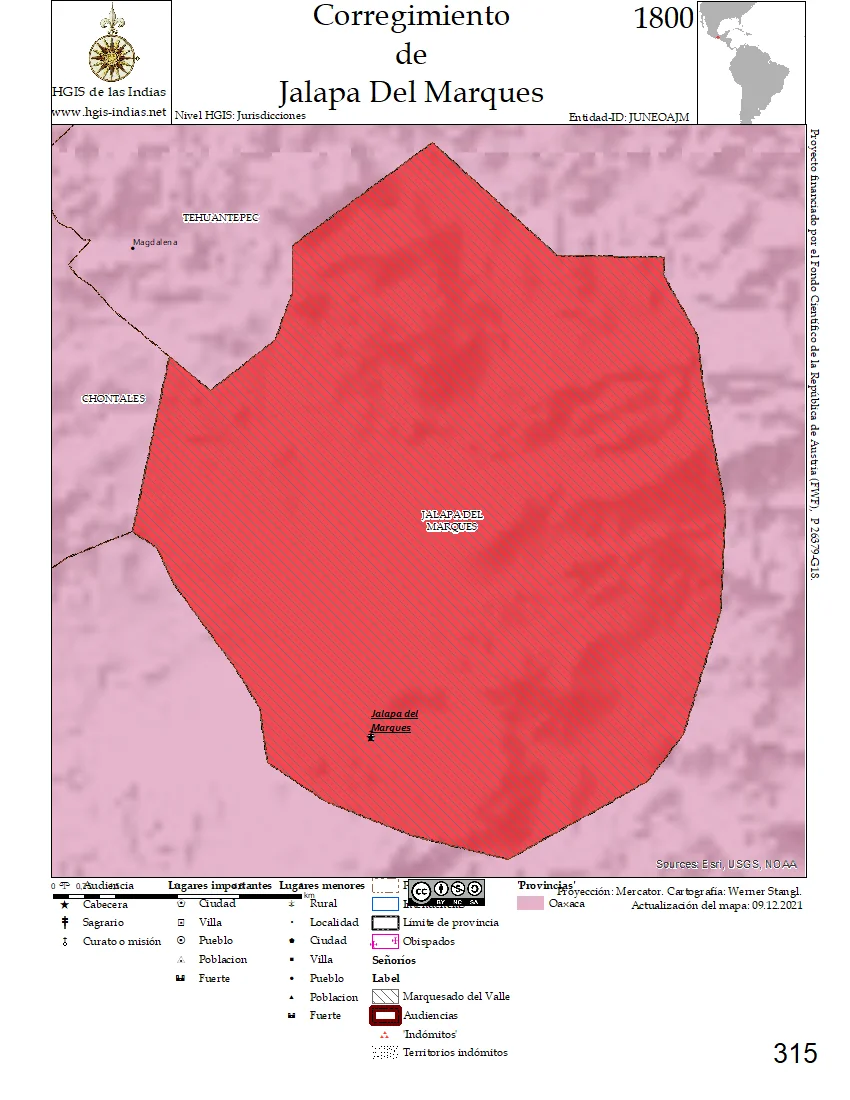 Corregimiento
de
Jalapa Del Marques
1800
HGIS de las Indias
www.hgis-indias.net
Nivel HGIS: Jurisdicciones
Entidad-ID: JUNEOAJM
Proyecto financiado por el Fondo Científico de la República de Austria (FWF), P 26379-G18.
TEHUANTEPEC
Magdalena
CHONTALES
JALAPA DEL
MARQUES
Jalapa del
Marques
Sources: Esri, USGS, NOAA
km
Audiencia
Cabecera
Sagrario
Curato o misión
Lugares importantes
Ciudad
Villa
Pueblo
Poblacion
Fuerte
Lugares menores
Rural
Localidad
Ciudad
Villa
Pueblo
Poblacion
Fuerte
BY NC SA
Límite de provincia
Obispados
Señoríos
Label
Marquesado del Valle
Audiencias
'Indómitos'
Territorios indómitos
'Provincias'
Oaxaca
Proyección: Mercator. Cartografía: Werner Stangl.
Actualización del mapa: 09.12.2021
315